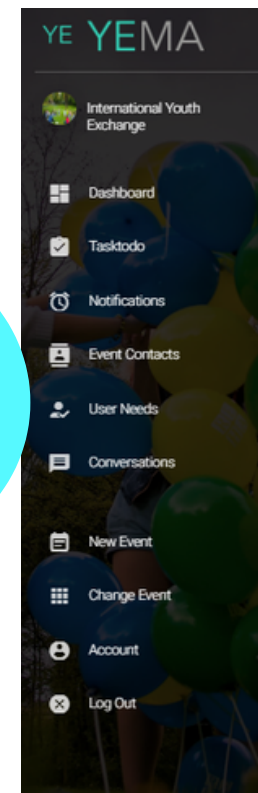 YE YEMA
International Youth
Exchange
Dashboard
Tasktodo
Notifications
Event Contacts
User Needs
Conversations
New Event
Change Event
Account
Log Out